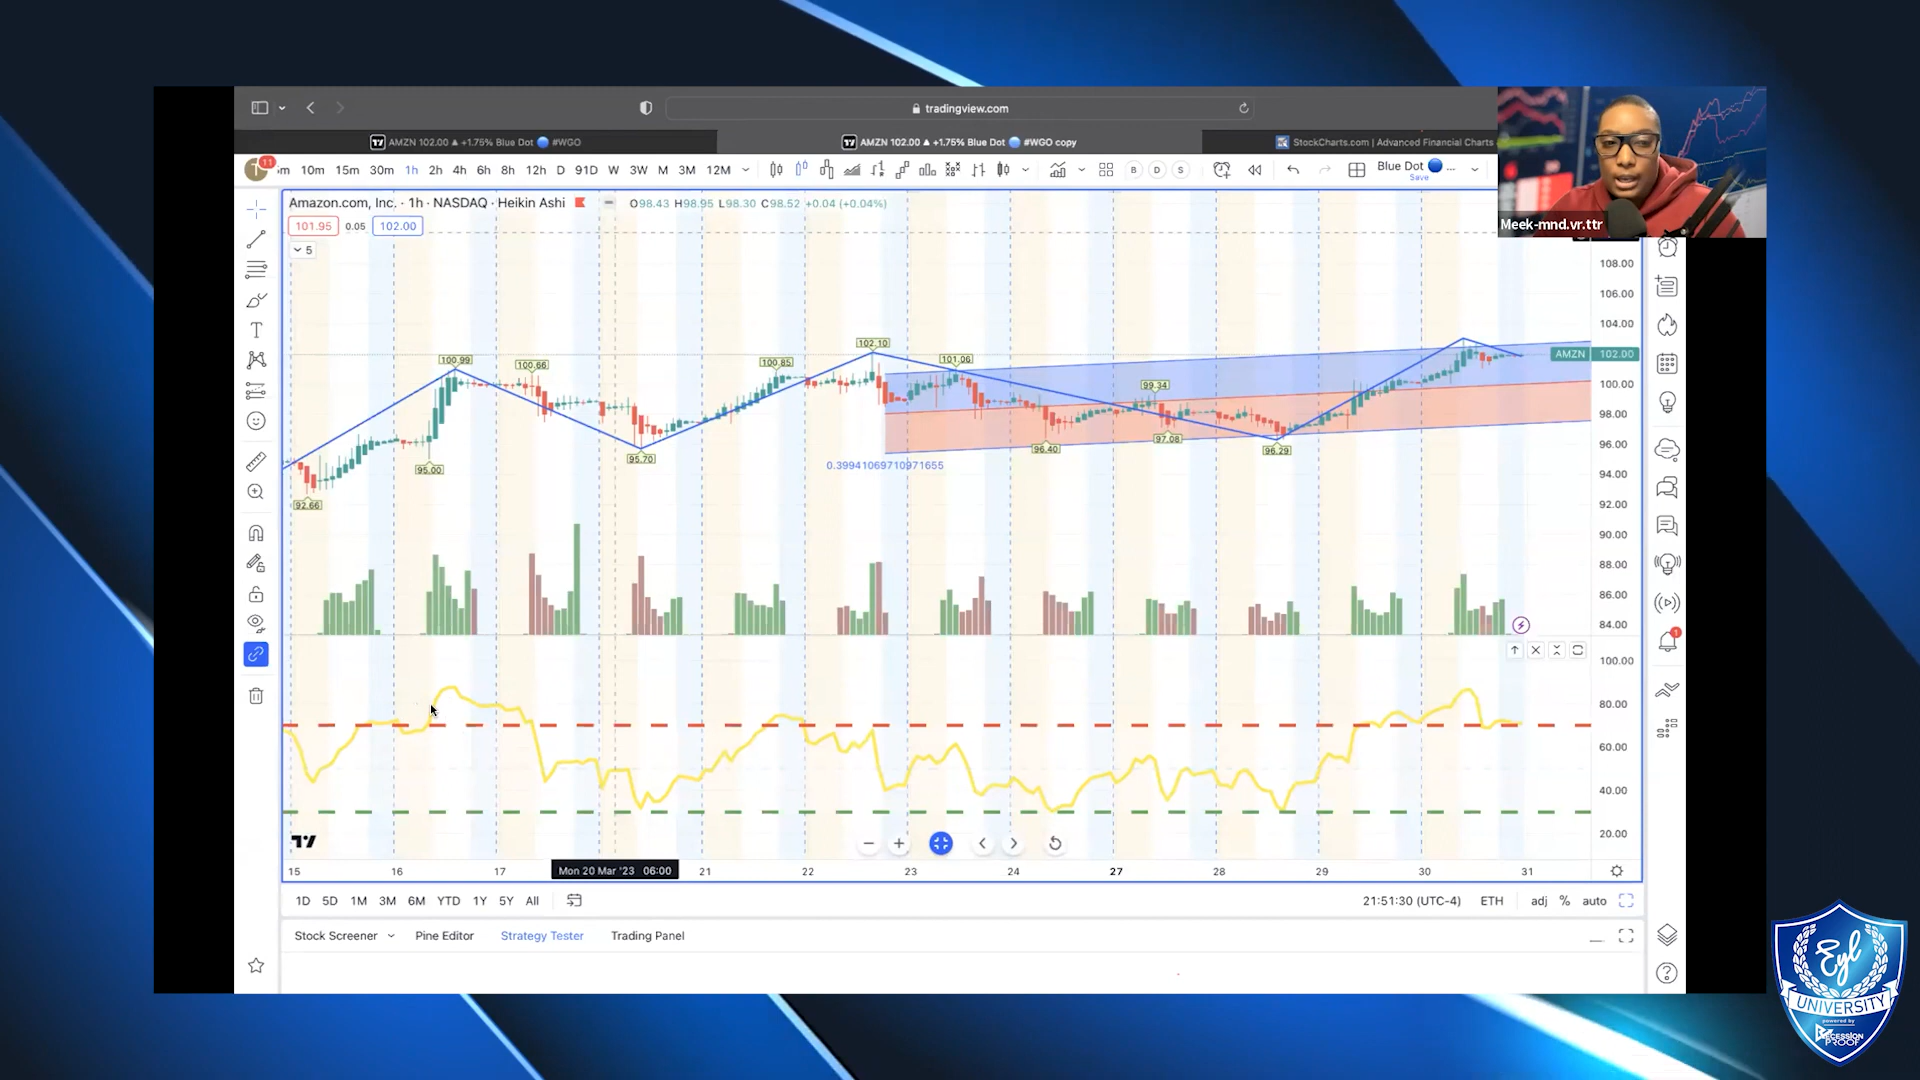 tradingview.com
AMZN 102.00 ▲ +1.75% Blue Dot 🔵 #WGO
AMZN 102.00 ▲ +1.75% Blue Dot 🔵 #WGO copy
StockCharts.com | Advanced Financial Charts
T 11
m 10m 15m 30m 1h 2h 4h 6h 8h 12h D 91D W 3W M 3M 12M
B D S
Blue Dot 🔵
Save
Meek-mnd.vr.ttr
Amazon.com, Inc. · 1h · NASDAQ · Heikin Ashi
O98.43 H98.95 L98.30 C98.52 +0.04 (+0.04%)
101.95 0.05 102.00
5
108.00
106.00
104.00
AMZN 102.00
100.00
98.00
96.00
94.00
92.00
90.00
88.00
86.00
84.00
102.10
100.99
100.66
100.85
101.06
99.34
95.70
95.00
96.40
97.08
96.29
92.66
0.39941069710971655
100.00
80.00
60.00
40.00
20.00
15 16 17 Mon 20 Mar '23 06:00 21 22 23 24 27 28 29 30 31
1D 5D 1M 3M 6M YTD 1Y 5Y All
21:51:30 (UTC-4) ETH adj % auto
Stock Screener Pine Editor Strategy Tester Trading Panel
1
Eyl
UNIVERSITY
powered by
RECESSION
PROOF